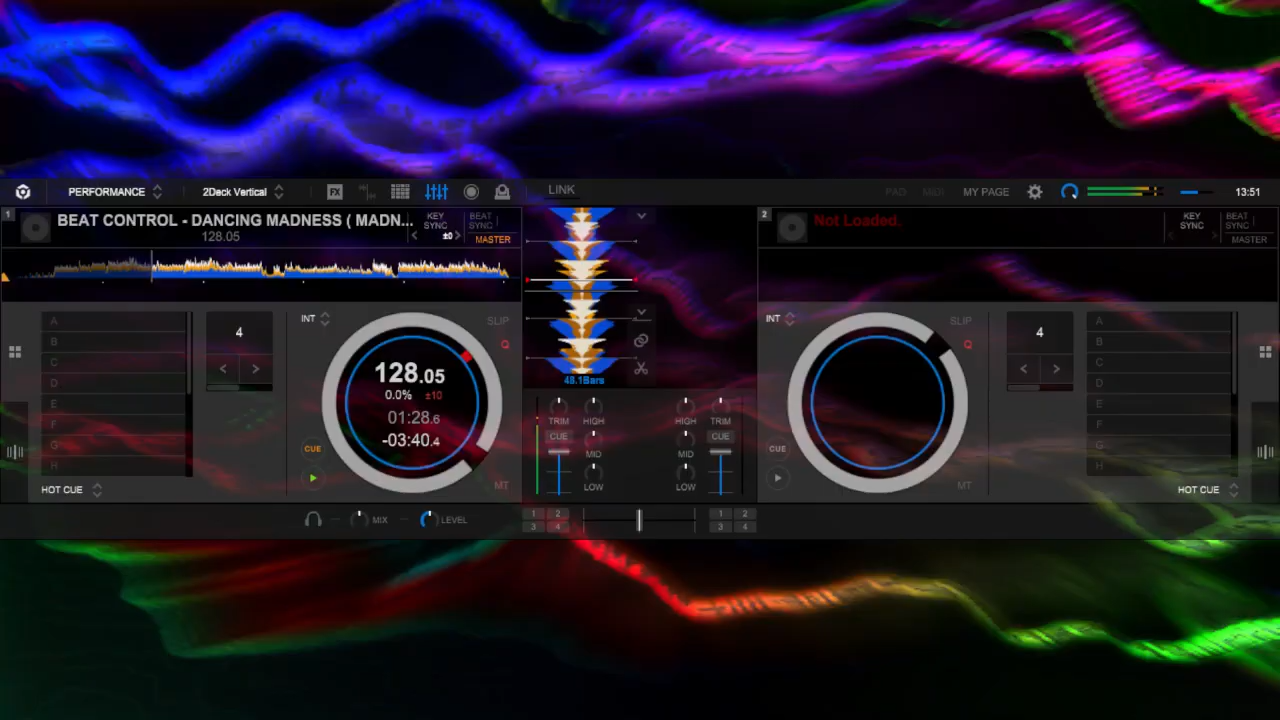 PERFORMANCE 2Deck Vertical FX LINK PAD MIDI MY PAGE 13:51
1 BEAT CONTROL - DANCING MADNESS ( MADN... KEY SYNC BEAT SYNC
128.05 ±0 MASTER
2 Not Loaded. KEY SYNC BEAT SYNC
MASTER
A
B
C
D
E
F
G
H
HOT CUE
4
INT
SLIP
Q
128.05
0.0% ±10
01:28.6
-03:40.4
CUE
MT
48.1Bars
TRIM HIGH HIGH TRIM
CUE CUE
MID MID
LOW LOW
INT
SLIP
Q
CUE
MT
4
A
B
C
D
E
F
G
H
HOT CUE
MIX LEVEL
1 2 1 2
3 4 3 4